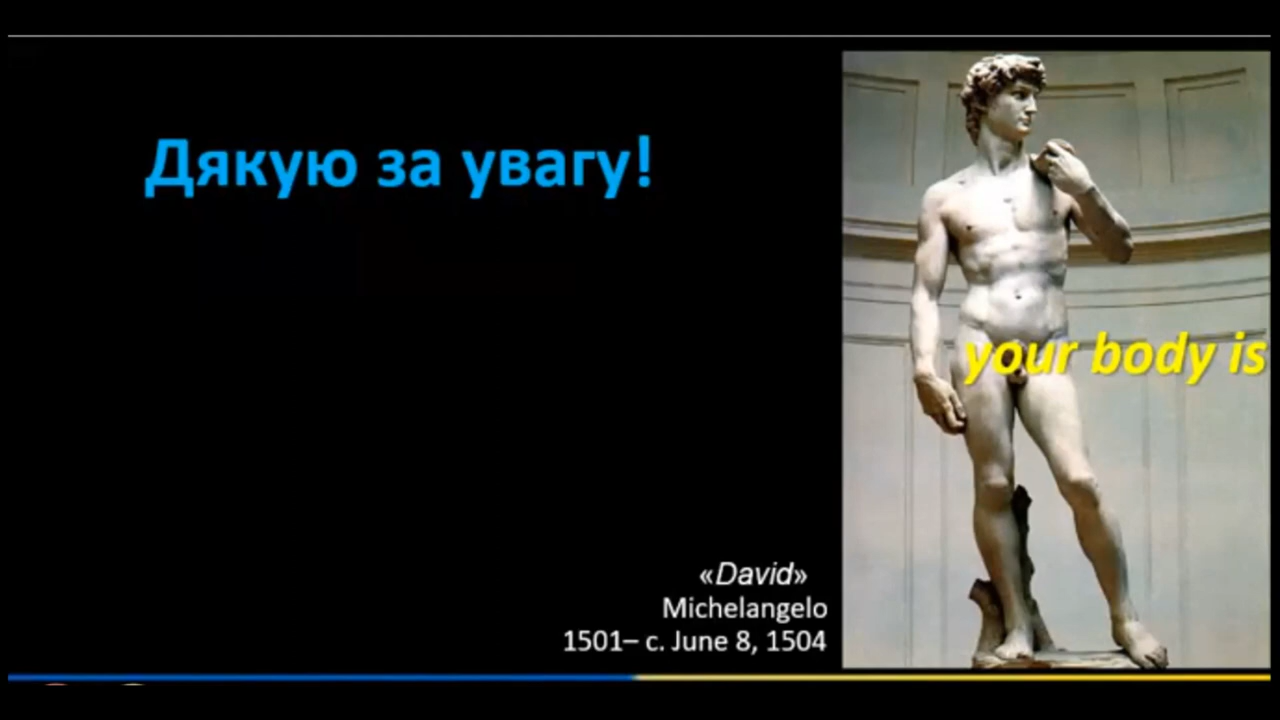 Дякую за увагу!
your body is
«David»
Michelangelo
1501– c. June 8, 1504